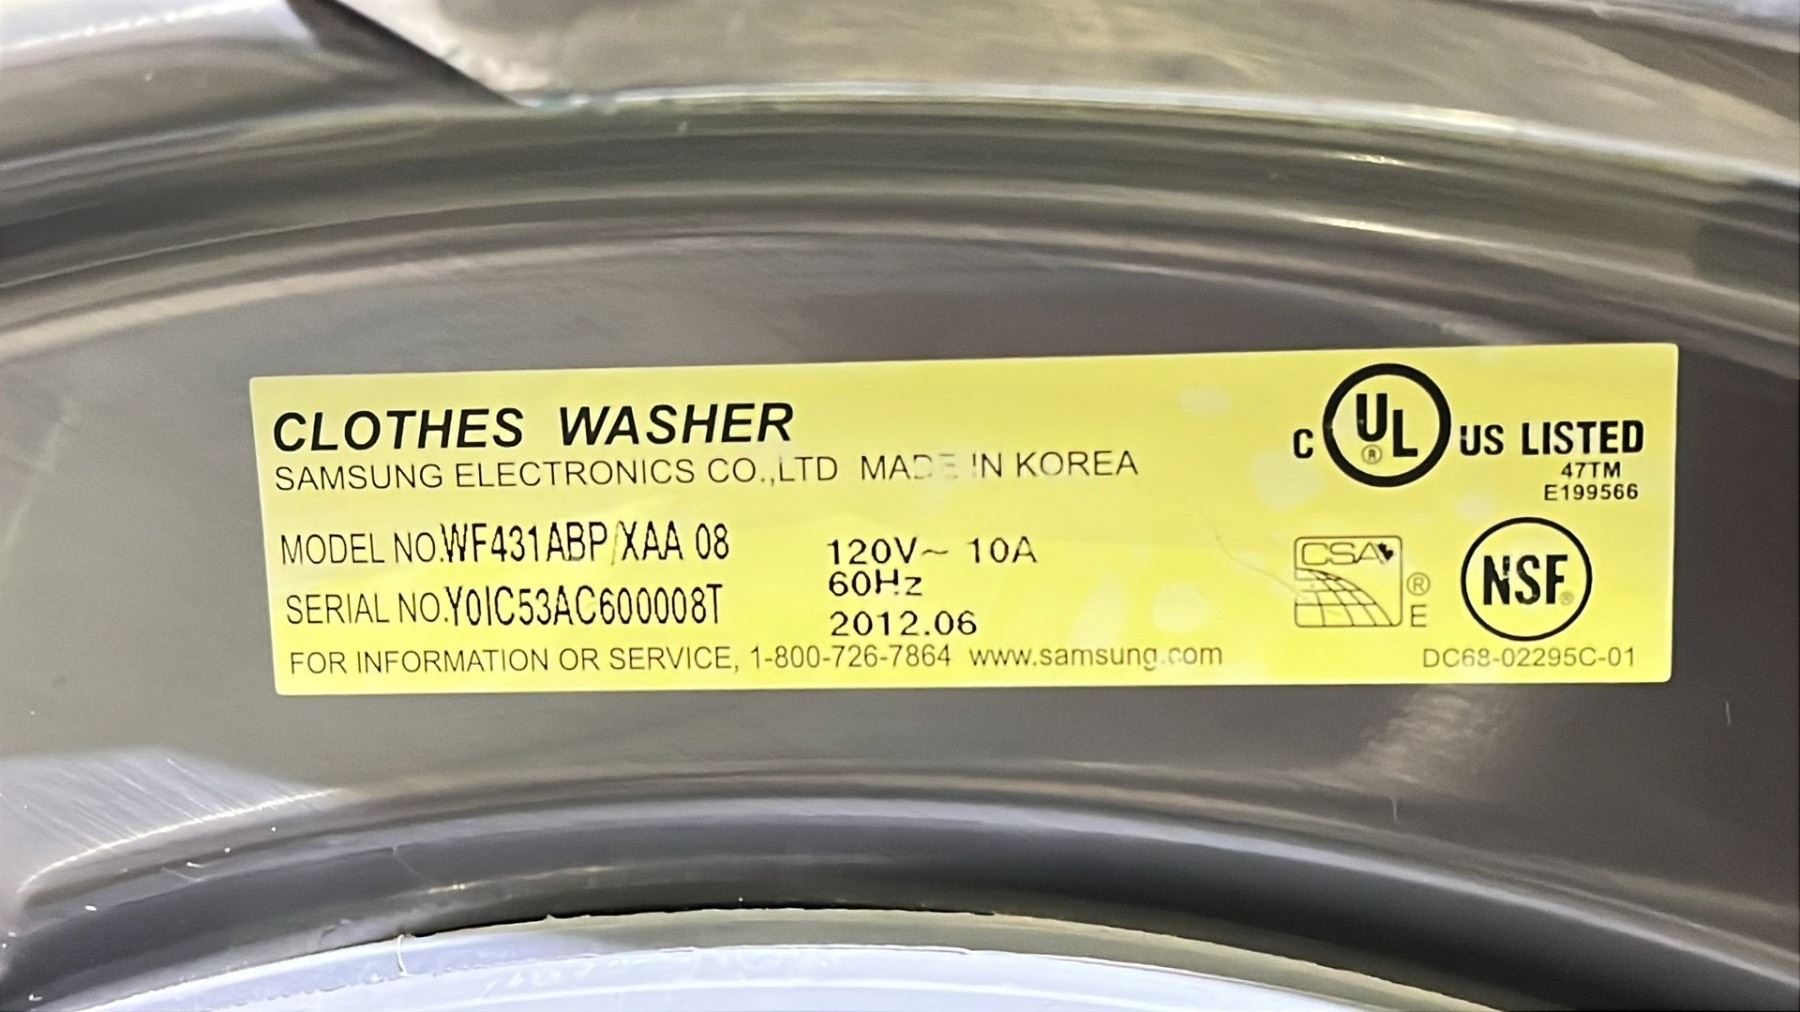 CLOTHES WASHER
SAMSUNG ELECTRONICS CO.,LTD MADE IN KOREA
MODEL NO.WF431ABP/XAA 08
SERIAL NO.Y0IC53AC600008T
120V~ 10A
60Hz
2012.06
FOR INFORMATION OR SERVICE, 1-800-726-7864 www.samsung.com
C UL® US LISTED
47TM
E199566
CSA®
E
NSF®
DC68-02295C-01